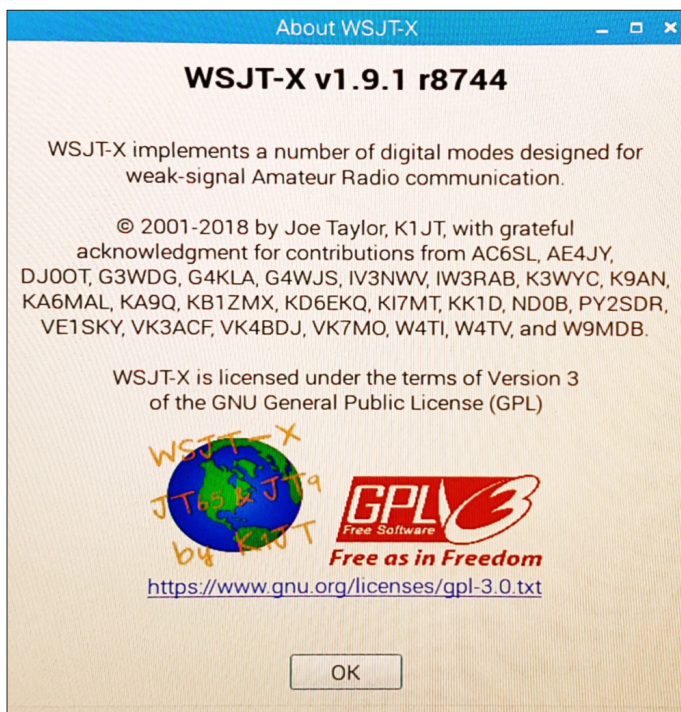 About WSJT-X
WSJT-X v1.9.1 r8744
WSJT-X implements a number of digital modes designed for
weak-signal Amateur Radio communication.
© 2001-2018 by Joe Taylor, K1JT, with grateful
acknowledgment for contributions from AC6SL, AE4JY,
DJ0OT, G3WDG, G4KLA, G4WJS, IV3NWV, IW3RAB, K3WYC, K9AN,
KA6MAL, KA9Q, KB1ZMX, KD6EKQ, KI7MT, KK1D, ND0B, PY2SDR,
VE1SKY, VK3ACF, VK4BDJ, VK7MO, W4TI, W4TV, and W9MDB.
WSJT-X is licensed under the terms of Version 3
of the GNU General Public License (GPL)
WSJT-X
JT65 & JT9
by K1JT
GPL 3
Free Software
Free as in Freedom
https://www.gnu.org/licenses/gpl-3.0.txt
OK